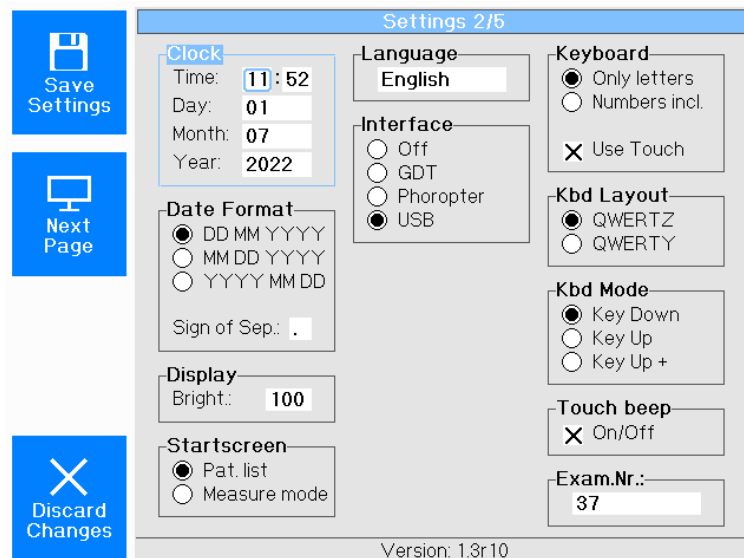 Settings 2/5
Save
Settings
Next
Page
Discard
Changes
Clock
Time: 11:52
Day: 01
Month: 07
Year: 2022
Date Format
DD MM YYYY
MM DD YYYY
YYYY MM DD
Sign of Sep.: .
Display
Bright.: 100
Startscreen
Pat. list
Measure mode
Language
English
Interface
Off
GDT
Phoropter
USB
Keyboard
Only letters
Numbers incl.
Use Touch
Kbd Layout
QWERTZ
QWERTY
Kbd Mode
Key Down
Key Up
Key Up +
Touch beep
On/Off
Exam.Nr.:
37
Version: 1.3r10